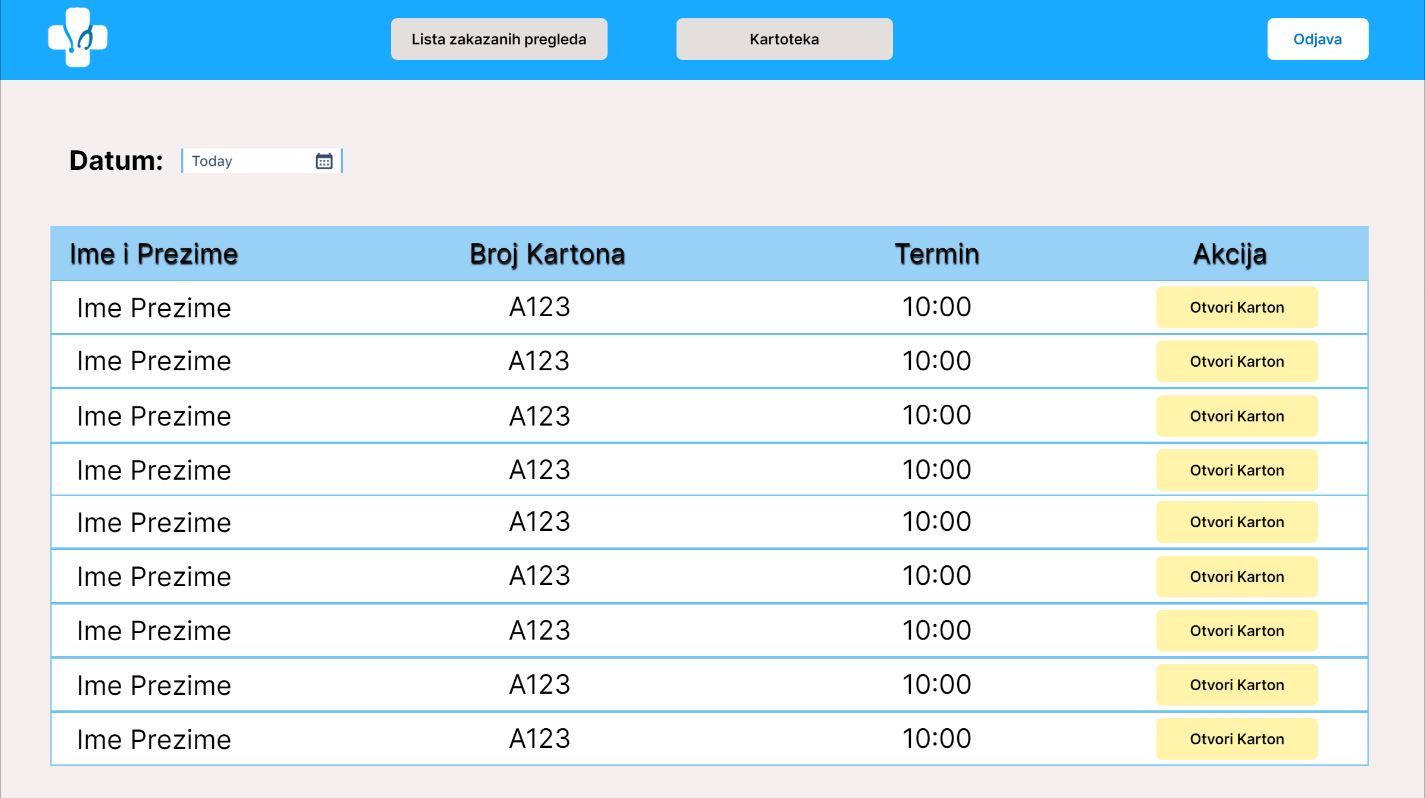 Lista zakazanih pregleda Kartoteka Odjava
Datum: Today
Ime i Prezime Broj Kartona Termin Akcija
Ime Prezime A123 10:00 Otvori Karton
Ime Prezime A123 10:00 Otvori Karton
Ime Prezime A123 10:00 Otvori Karton
Ime Prezime A123 10:00 Otvori Karton
Ime Prezime A123 10:00 Otvori Karton
Ime Prezime A123 10:00 Otvori Karton
Ime Prezime A123 10:00 Otvori Karton
Ime Prezime A123 10:00 Otvori Karton
Ime Prezime A123 10:00 Otvori Karton